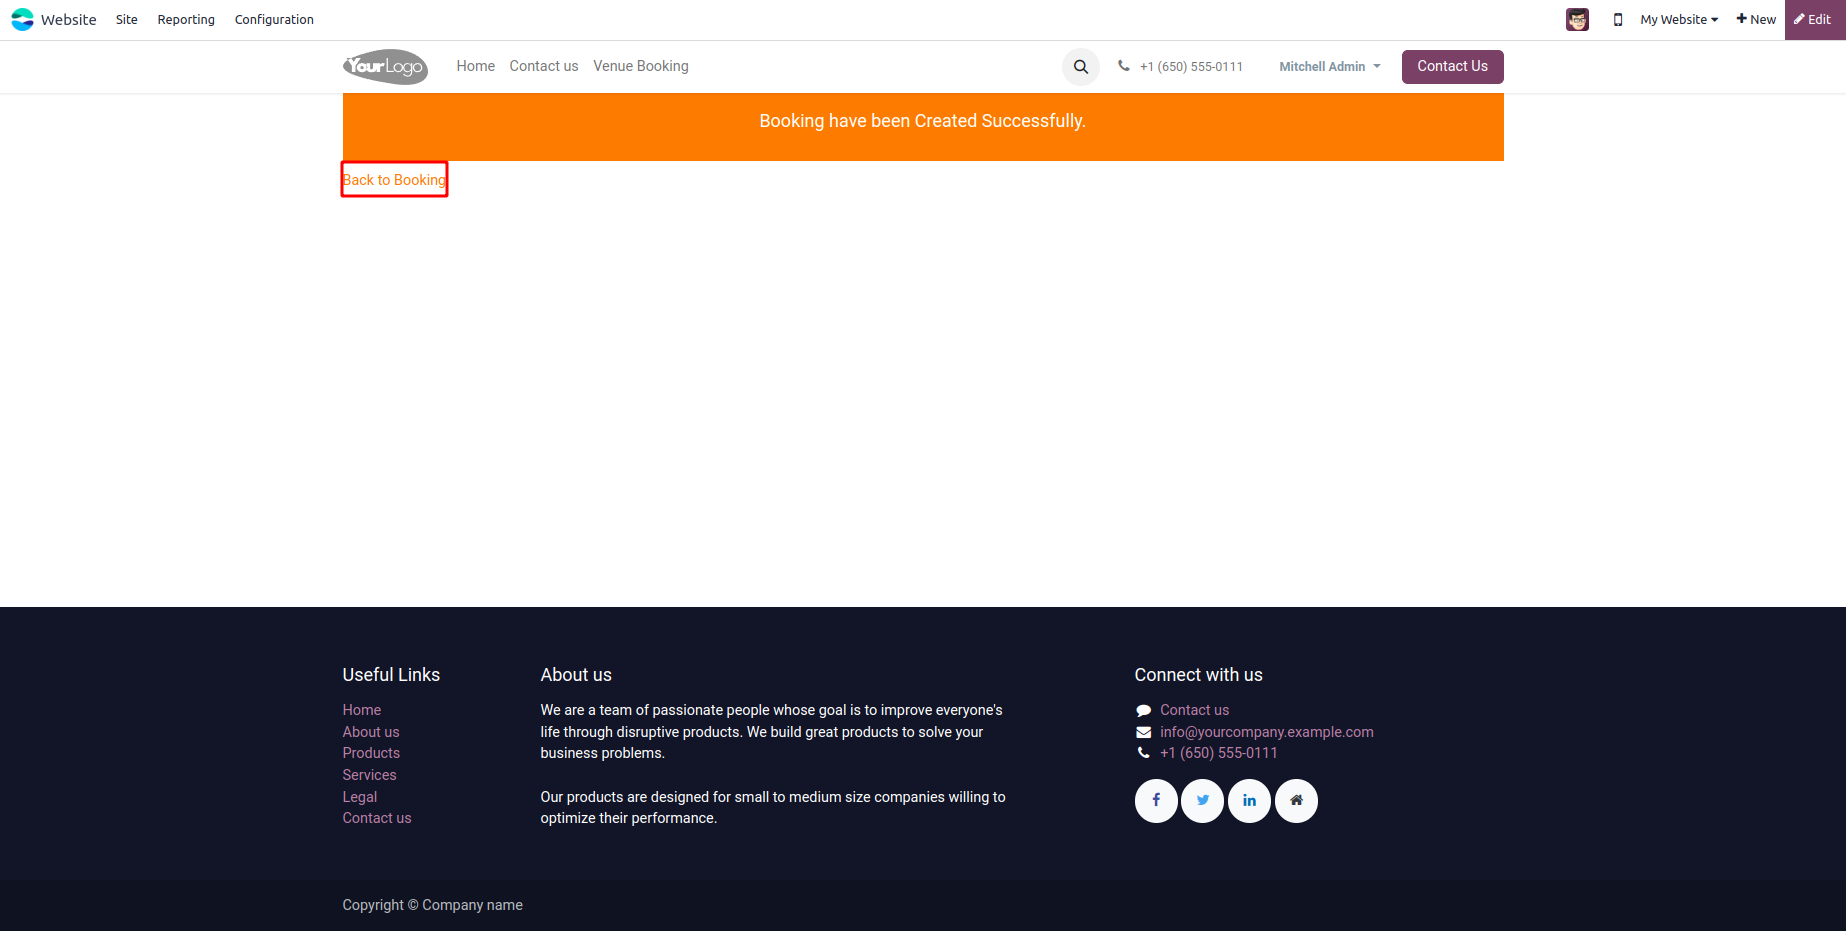 Website Site Reporting Configuration My Website New Edit
YourLogo Home Contact us Venue Booking +1 (650) 555-0111 Mitchell Admin Contact Us
Booking have been Created Successfully.
Back to Booking
Useful Links
Home
About us
Products
Services
Legal
Contact us
About us
We are a team of passionate people whose goal is to improve everyone's
life through disruptive products. We build great products to solve your
business problems.
Our products are designed for small to medium size companies willing to
optimize their performance.
Connect with us
Contact us
info@yourcompany.example.com
+1 (650) 555-0111
Copyright © Company name